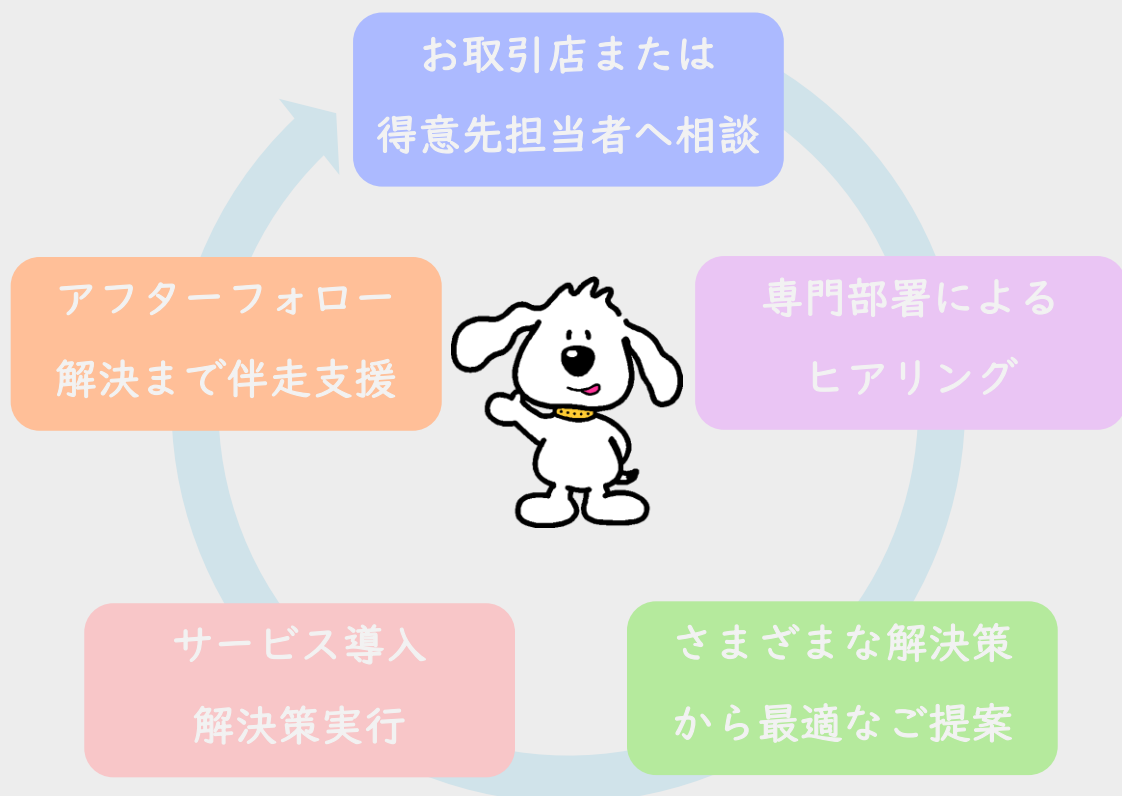 お取引店または
得意先担当者へ相談
専門部署による
ヒアリング
さまざまな解決策
から最適なご提案
サービス導入
解決策実行
アフターフォロー
解決まで伴走支援